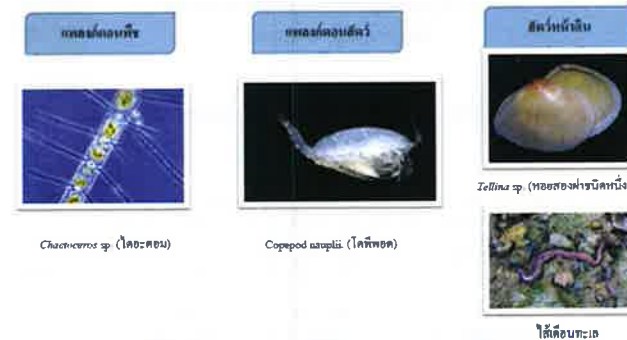 แพลงก์ตอนพืช
แพลงก์ตอนสัตว์
สัตว์หน้าดิน
Chaetoceros sp. (ไดอะตอม)
Copepod nauplii. (โคพีพอด)
Tellina sp. (หอยสองฝาชนิดหนึ่ง
ไส้เดือนทะเล